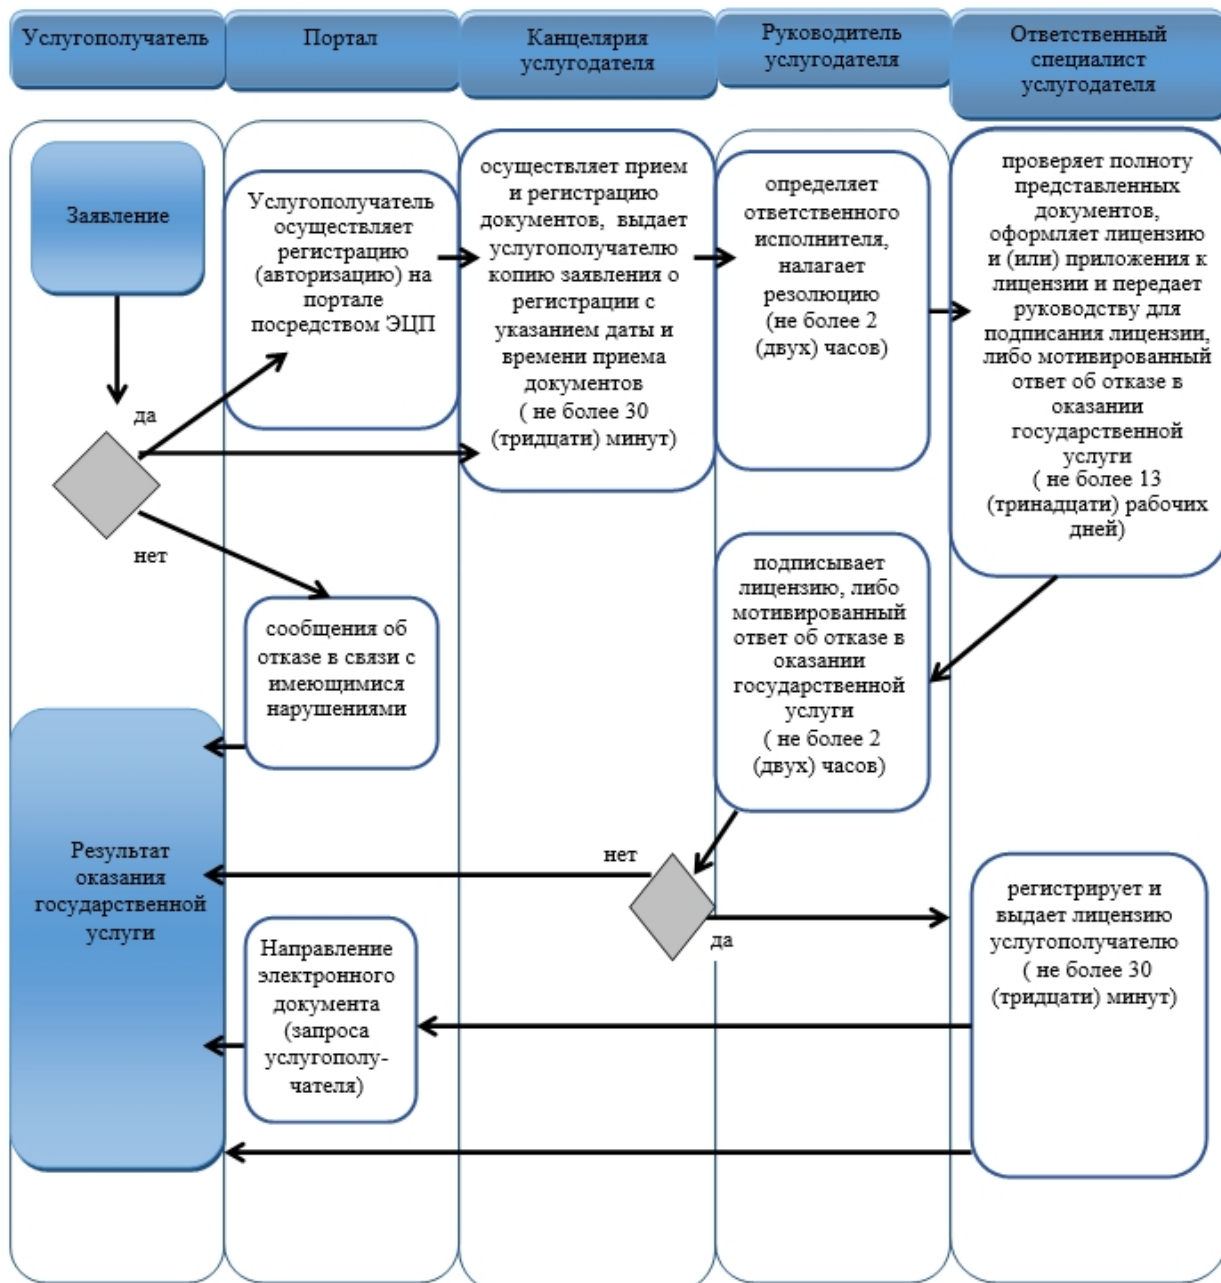 Услугополучатель
Портал
Канцелярия
услугодателя
Руководитель
услугодателя
Ответственный
специалист
услугодателя
Заявление
Услугополучатель
осуществляет
регистрацию
(авторизацию) на
портале
посредством ЭЦП
осуществляет прием
и регистрацию
документов, выдает
услугополучателю
копию заявления о
регистрации с
указанием даты и
времени приема
документов
( не более 30
(тридцати) минут)
определяет
ответственного
исполнителя,
налагает
резолюцию
(не более 2
(двух) часов)
проверяет полноту
представленных
документов,
оформляет лицензию
и (или) приложения к
лицензии и передает
руководству для
подписания лицензии,
либо мотивированный
ответ об отказе в
оказании
государственной
услуги
( не более 13
(тринадцати) рабочих
дней)
да
нет
сообщения об
отказе в связи с
имеющимися
нарушениями
подписывает
лицензию, либо
мотивированный
ответ об отказе в
оказании
государственной
услуги
( не более 2
(двух) часов)
Результат
оказания
государственной
услуги
нет
да
регистрирует и
выдает лицензию
услугополучателю
( не более 30
(тридцати) минут)
Направление
электронного
документа
(запроса
услугополу-
чателя)